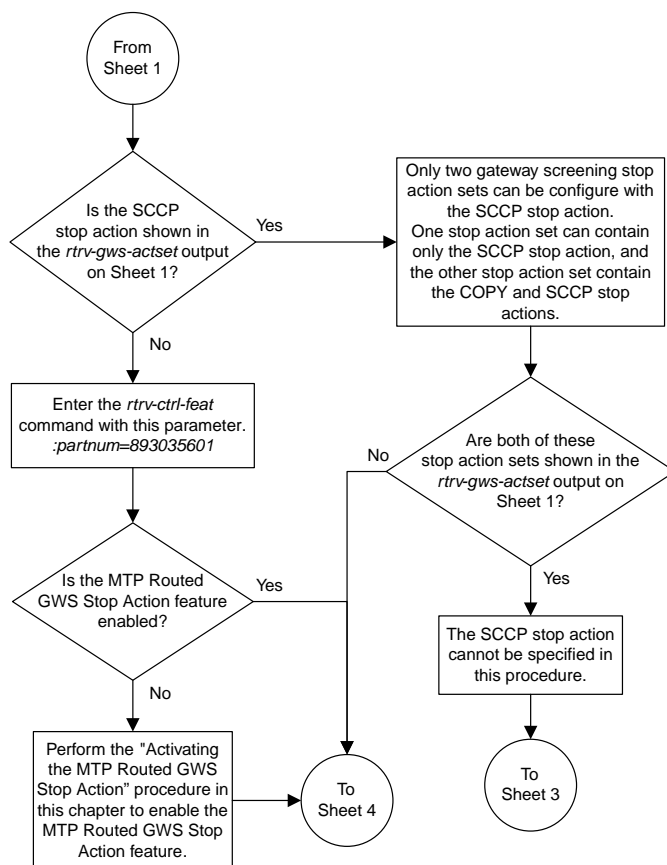 From
Sheet 1
Is the SCCP
stop action shown in
the rtrv-gws-actset output
on Sheet 1?
Yes
No
Only two gateway screening stop
action sets can be configure with
the SCCP stop action.
One stop action set can contain
only the SCCP stop action, and
the other stop action set contain
the COPY and SCCP stop
actions.
Enter the rtrv-ctrl-feat
command with this parameter.
:partnum=893035601
Are both of these
stop action sets shown in the
rtrv-gws-actset output on
Sheet 1?
No
Yes
Is the MTP Routed
GWS Stop Action feature
enabled?
Yes
No
The SCCP stop action
cannot be specified in
this procedure.
Perform the "Activating
the MTP Routed GWS
Stop Action” procedure in
this chapter to enable the
MTP Routed GWS Stop
Action feature.
To
Sheet 4
To
Sheet 3